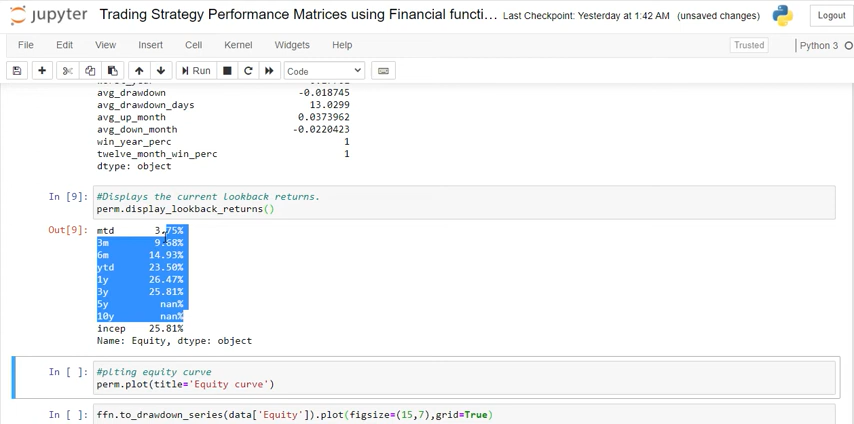 jupyter Trading Strategy Performance Matrices using Financial functi... Last Checkpoint: Yesterday at 1:42 AM (unsaved changes) Logout
File Edit View Insert Cell Kernel Widgets Help Trusted Python 3
Run Code
avg_drawdown -0.018745
avg_drawdown_days 13.0299
avg_up_month 0.0373962
avg_down_month -0.0220423
win_year_perc 1
twelve_month_win_perc 1
dtype: object
In [9]: #Displays the current lookback returns.
perm.display_lookback_returns()
Out[9]: mtd 3.75%
3m 9.68%
6m 14.93%
ytd 23.50%
1y 26.47%
3y 25.81%
5y nan%
10y nan%
incep 25.81%
Name: Equity, dtype: object
In [ ]: #plting equity curve
perm.plot(title='Equity curve')
In [ ]: ffn.to_drawdown_series(data['Equity']).plot(figsize=(15,7),grid=True)